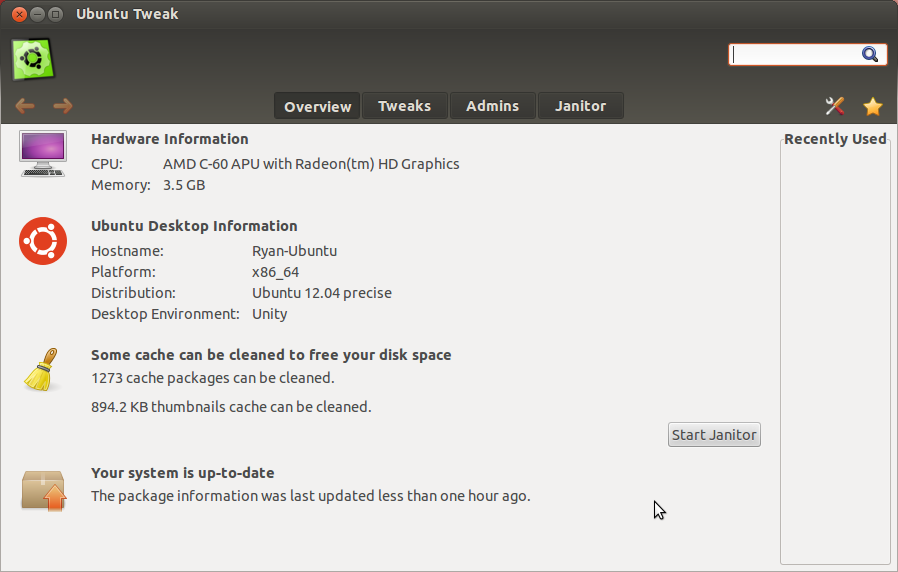 Ubuntu Tweak
Overview Tweaks Admins Janitor
Hardware Information
CPU: AMD C-60 APU with Radeon(tm) HD Graphics
Memory: 3.5 GB
Ubuntu Desktop Information
Hostname: Ryan-Ubuntu
Platform: x86_64
Distribution: Ubuntu 12.04 precise
Desktop Environment: Unity
Some cache can be cleaned to free your disk space
1273 cache packages can be cleaned.
894.2 KB thumbnails cache can be cleaned.
Start Janitor
Your system is up-to-date
The package information was last updated less than one hour ago.
Recently Used